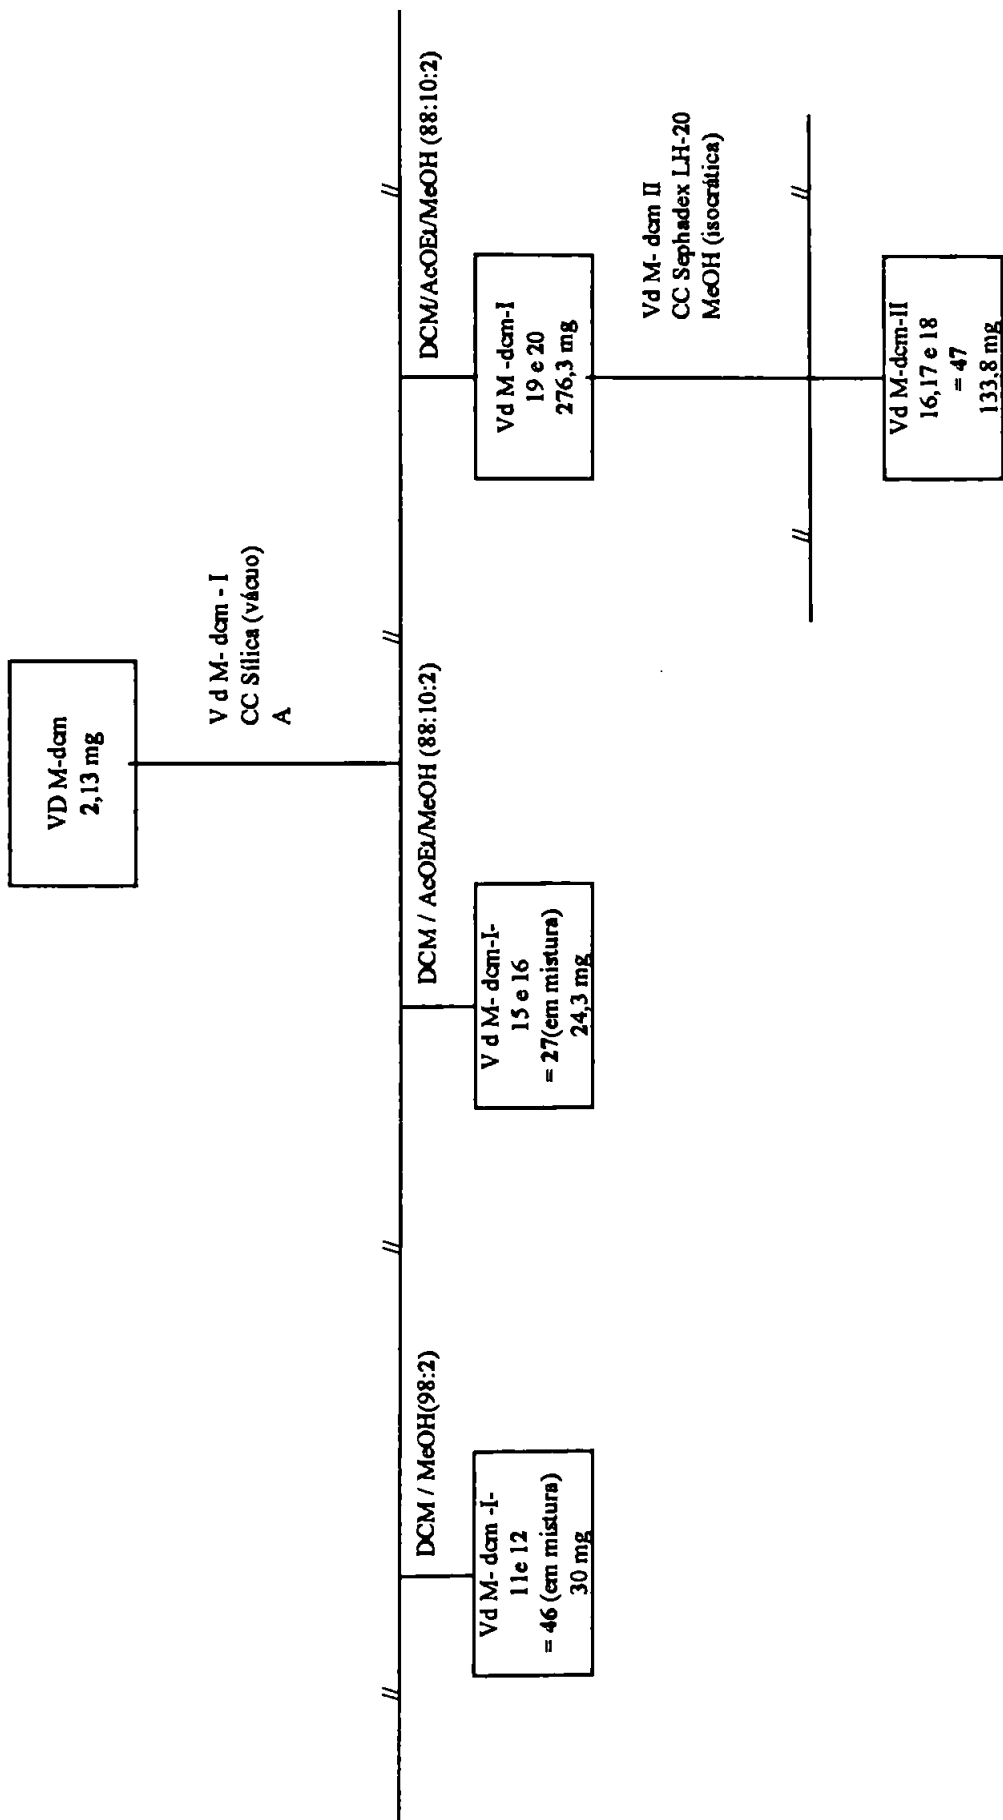 VD M-dcm
2,13 mg
V d M- dcm - I
CC Sílica (vácuo)
A
DCM / MeOH(98:2)
Vd M- dcm -I-
11e 12
= 46 (em mistura)
30 mg
DCM / AcOEt/MeOH (88:10:2)
V d M- dcm-I-
15 e 16
= 27(em mistura)
24,3 mg
DCM/AcOEt/MeOH (88:10:2)
Vd M -dcm-I
19 e 20
276,3 mg
Vd M- dcm II
CC Sephadex LH-20
MeOH (isocrática)
Vd M-dcm-II
16,17 e 18
= 47
133,8 mg